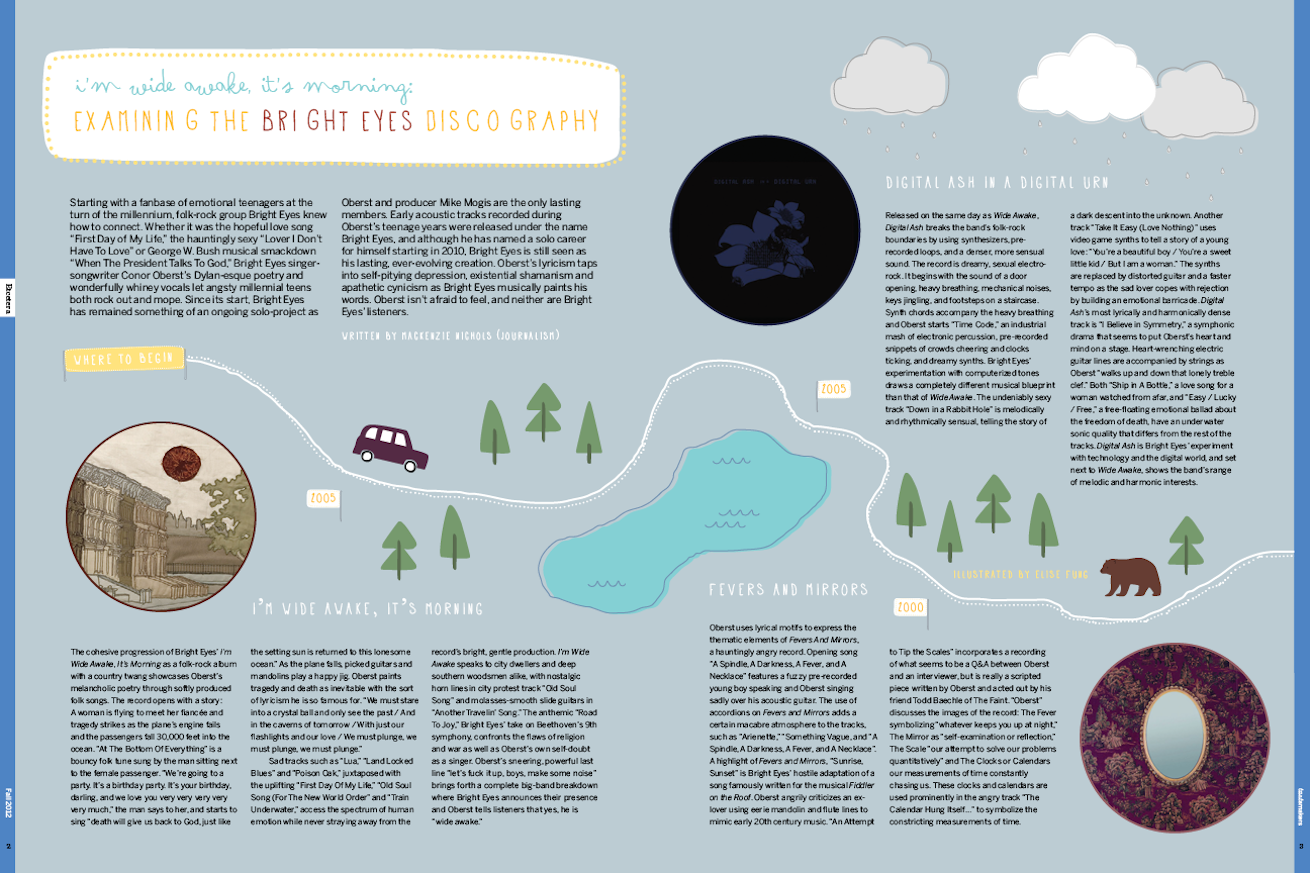 i'm wide awake, it's morning:
EXAMINING THE BRIGHT EYES DISCOGRAPHY
Starting with a fanbase of emotional teenagers at the
turn of the millennium, folk-rock group Bright Eyes knew
how to connect. Whether it was the hopeful love song
"First Day of My Life," the hauntingly sexy "Lover I Don't
Have To Love" or George W. Bush musical smackdown
"When The President Talks To God," Bright Eyes singer-
songwriter Conor Oberst's Dylan-esque poetry and
wonderfully whiney vocals let angsty millennial teens
both rock out and mope. Since its start, Bright Eyes
has remained something of an ongoing solo-project as
Oberst and producer Mike Mogis are the only lasting
members. Early acoustic tracks recorded during
Oberst's teenage years were released under the name
Bright Eyes, and although he has named a solo career
for himself starting in 2010, Bright Eyes is still seen as
his lasting, ever-evolving creation. Oberst's lyricism taps
into self-pitying depression, existential shamanism and
apathetic cynicism as Bright Eyes musically paints his
words. Oberst isn't afraid to feel, and neither are Bright
Eyes' listeners.
WRITTEN BY MACKENZIE NICHOLS (JOURNALISM)
WHERE TO BEGIN
2005
I'M WIDE AWAKE, IT'S MORNING
The cohesive progression of Bright Eyes' I'm
Wide Awake, It's Morning as a folk-rock album
with a country twang showcases Oberst's
melancholic poetry through softly produced
folk songs. The record opens with a story:
A woman is flying to meet her fiancée and
tragedy strikes as the plane's engine fails
and the passengers fall 30,000 feet into the
ocean. "At The Bottom Of Everything" is a
bouncy folk tune sung by the man sitting next
to the female passenger. "We're going to a
party. It's a birthday party. It's your birthday,
darling, and we love you very very very very
very much," the man says to her, and starts to
sing "death will give us back to God, just like
the setting sun is returned to this lonesome
ocean." As the plane falls, picked guitars and
mandolins play a happy jig. Oberst paints
tragedy and death as inevitable with the sort
of lyricism he is so famous for. "We must stare
into a crystal ball and only see the past / And
in the caverns of tomorrow / With just our
flashlights and our love / We must plunge, we
must plunge, we must plunge."
Sad tracks such as "Lua," "Land Locked
Blues" and "Poison Oak," juxtaposed with
the uplifting "First Day Of My Life," "Old Soul
Song (For The New World Order" and "Train
Underwater," access the spectrum of human
emotion while never straying away from the
record's bright, gentle production. I'm Wide
Awake speaks to city dwellers and deep
southern woodsmen alike, with nostalgic
horn lines in city protest track "Old Soul
Song" and molasses-smooth slide guitars in
"Another Travelin' Song." The anthemic "Road
To Joy," Bright Eyes' take on Beethoven's 9th
symphony, confronts the flaws of religion
and war as well as Oberst's own self-doubt
as a singer. Oberst's sneering, powerful last
line "let's fuck it up, boys, make some noise"
brings forth a complete big-band breakdown
where Bright Eyes announces their presence
and Oberst tells listeners that yes, he is
"wide awake."
DIGITAL ASH IN A DIGITAL URN
2005
DIGITAL ASH IN A DIGITAL URN
Released on the same day as Wide Awake,
Digital Ash breaks the band's folk-rock
boundaries by using synthesizers, pre-
recorded loops, and a denser, more sensual
sound. The record is dreamy, sexual electro-
rock. It begins with the sound of a door
opening, heavy breathing, mechanical noises,
keys jingling, and footsteps on a staircase.
Synth chords accompany the heavy breathing
and Oberst starts "Time Code," an industrial
mash of electronic percussion, pre-recorded
snippets of crowds cheering and clocks
ticking, and dreamy synths. Bright Eyes'
experimentation with computerized tones
draws a completely different musical blueprint
than that of Wide Awake. The undeniably sexy
track "Down in a Rabbit Hole" is melodically
and rhythmically sensual, telling the story of
a dark descent into the unknown. Another
track "Take It Easy (Love Nothing)" uses
video game synths to tell a story of a young
love: "You're a beautiful boy / You're a sweet
little kid / But I am a woman." The synths
are replaced by distorted guitar and a faster
tempo as the sad lover copes with rejection
by building an emotional barricade. Digital
Ash's most lyrically and harmonically dense
track is "I Believe in Symmetry," a symphonic
drama that seems to put Oberst's heart and
mind on a stage. Heart-wrenching electric
guitar lines are accompanied by strings as
Oberst "walks up and down that lonely treble
clef." Both "Ship in A Bottle," a love song for a
woman watched from afar, and "Easy / Lucky
/ Free," a free-floating emotional ballad about
the freedom of death, have an underwater
sonic quality that differs from the rest of the
tracks. Digital Ash is Bright Eyes' experiment
with technology and the digital world, and set
next to Wide Awake, shows the band's range
of melodic and harmonic interests.
ILLUSTRATED BY ELISE FUNG
FEVERS AND MIRRORS
2000
Oberst uses lyrical motifs to express the
thematic elements of Fevers And Mirrors,
a hauntingly angry record. Opening song
"A Spindle, A Darkness, A Fever, and A
Necklace" features a fuzzy pre-recorded
young boy speaking and Oberst singing
sadly over his acoustic guitar. The use of
accordions on Fevers and Mirrors adds a
certain macabre atmosphere to the tracks,
such as "Arienette," "Something Vague, and "A
Spindle, A Darkness, A Fever, and A Necklace".
A highlight of Fevers and Mirrors, "Sunrise,
Sunset" is Bright Eyes' hostile adaptation of a
song famously written for the musical Fiddler
on the Roof. Oberst angrily criticizes an ex-
lover using eerie mandolin and flute lines to
mimic early 20th century music. "An Attempt
to Tip the Scales" incorporates a recording
of what seems to be a Q&A between Oberst
and an interviewer, but is really a scripted
piece written by Oberst and acted out by his
friend Todd Baechle of The Faint. "Oberst"
discusses the images of the record: The Fever
symbolizing "whatever keeps you up at night,"
The Mirror as "self-examination or reflection,"
The Scale "our attempt to solve our problems
quantitatively" and The Clocks or Calendars
our measurements of time constantly
chasing us. These clocks and calendars are
used prominently in the angry track "The
Calendar Hung Itself..." to symbolize the
constricting measurements of time.
Etcetera
Fall 2012
2
tastemakers
3